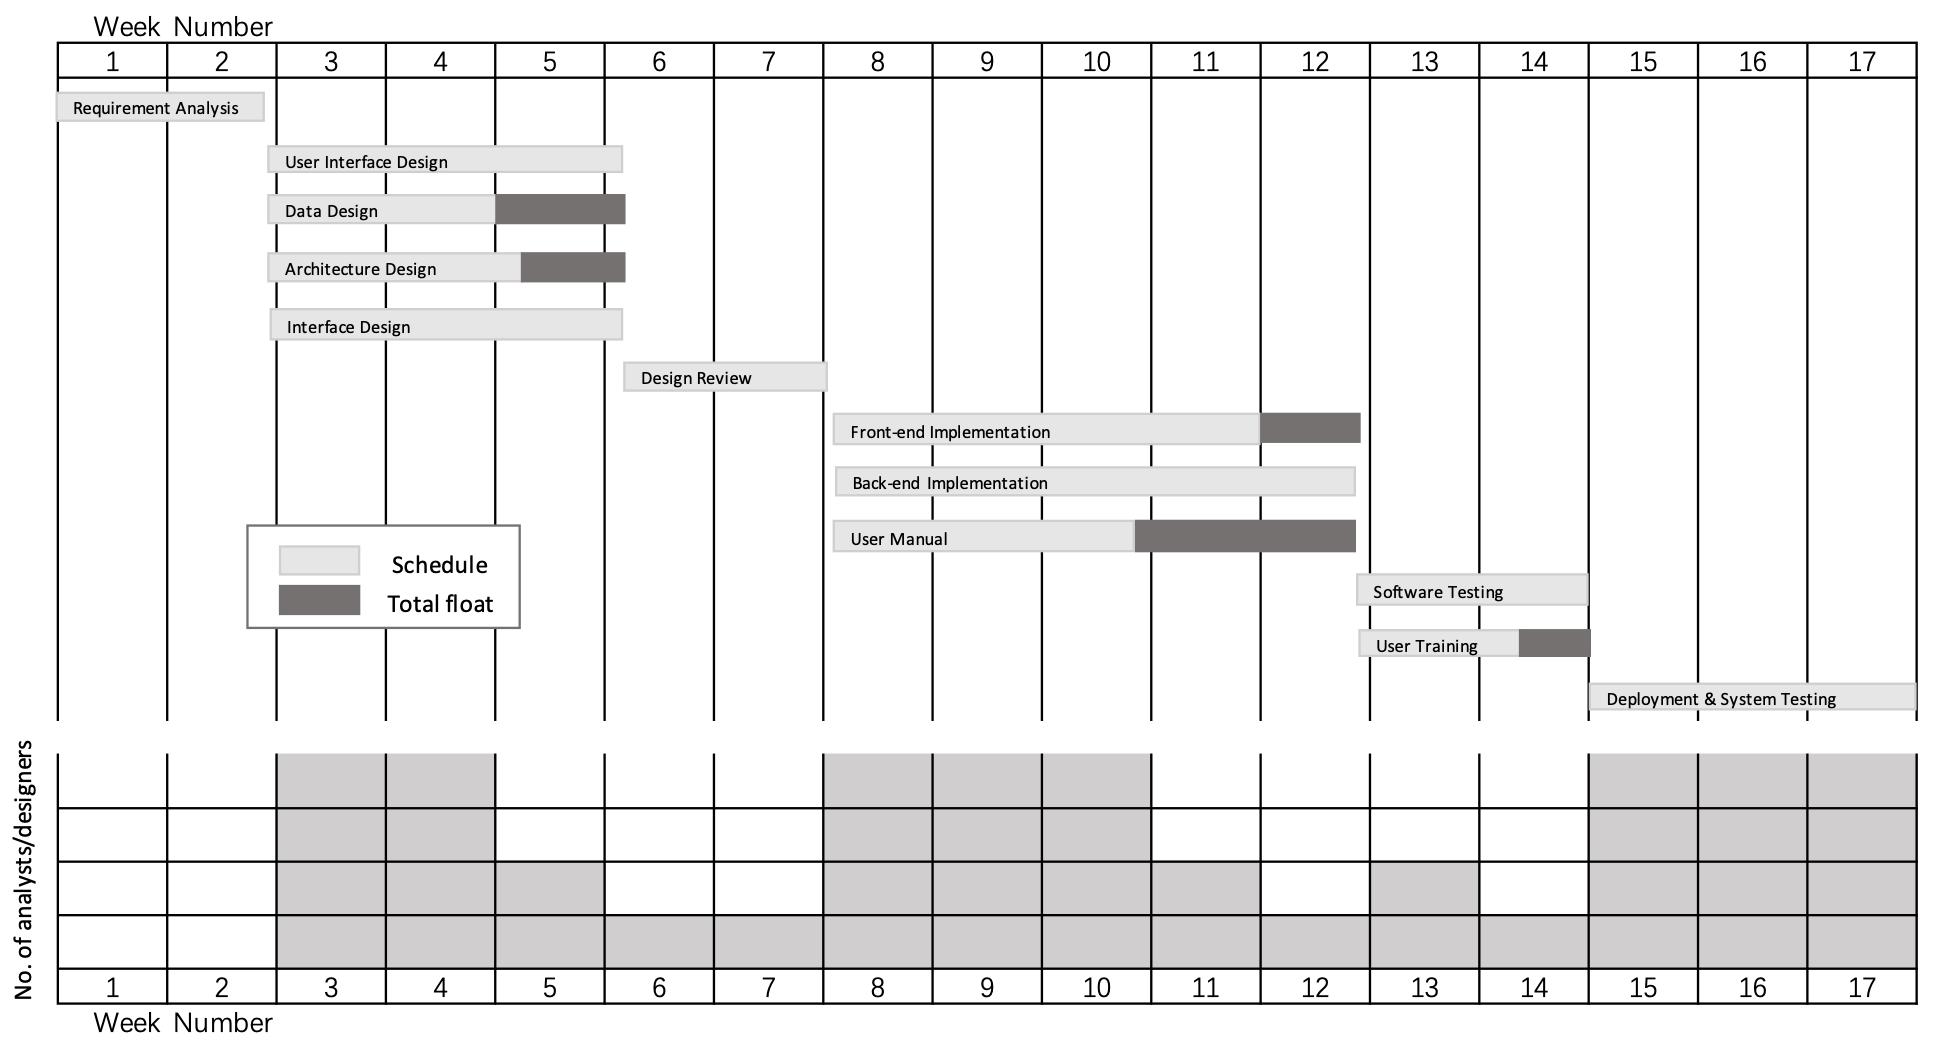 Week Number
1 2 3 4 5 6 7 8 9 10 11 12 13 14 15 16 17
Requirement Analysis
User Interface Design
Data Design
Architecture Design
Interface Design
Design Review
Front-end Implementation
Back-end Implementation
User Manual
Schedule
Total float
Software Testing
User Training
Deployment & System Testing
No. of analysts/designers
1 2 3 4 5 6 7 8 9 10 11 12 13 14 15 16 17
Week Number